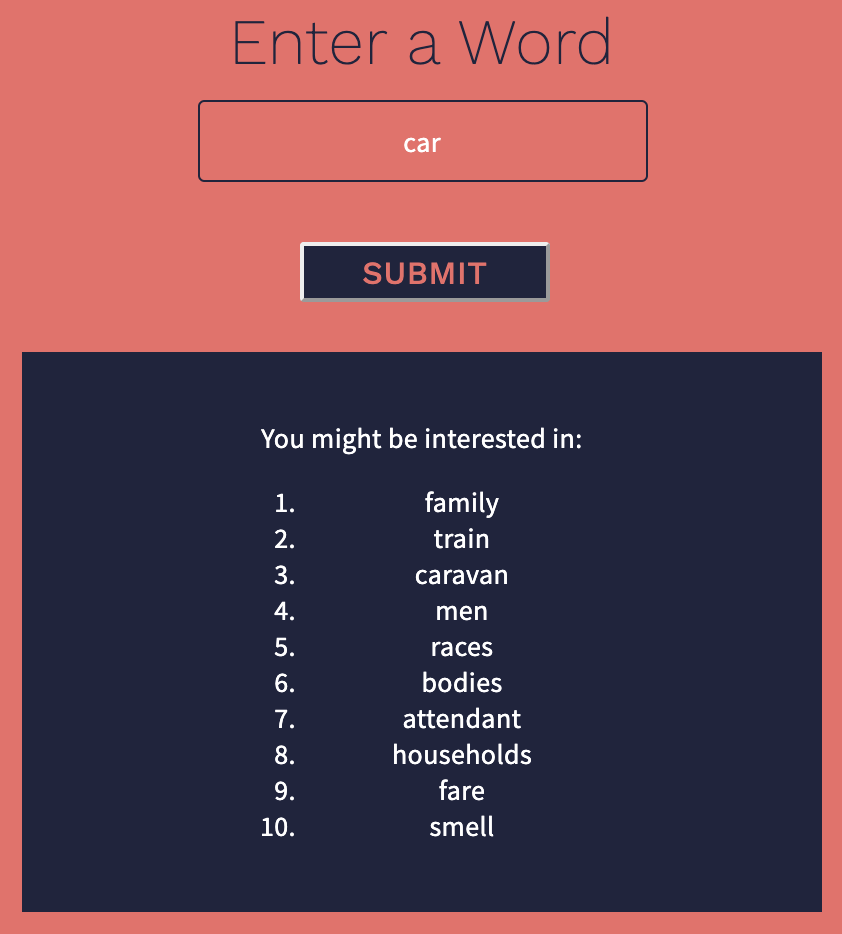 Enter a Word
car
SUBMIT
You might be interested in:
1. family
2. train
3. caravan
4. men
5. races
6. bodies
7. attendant
8. households
9. fare
10. smell